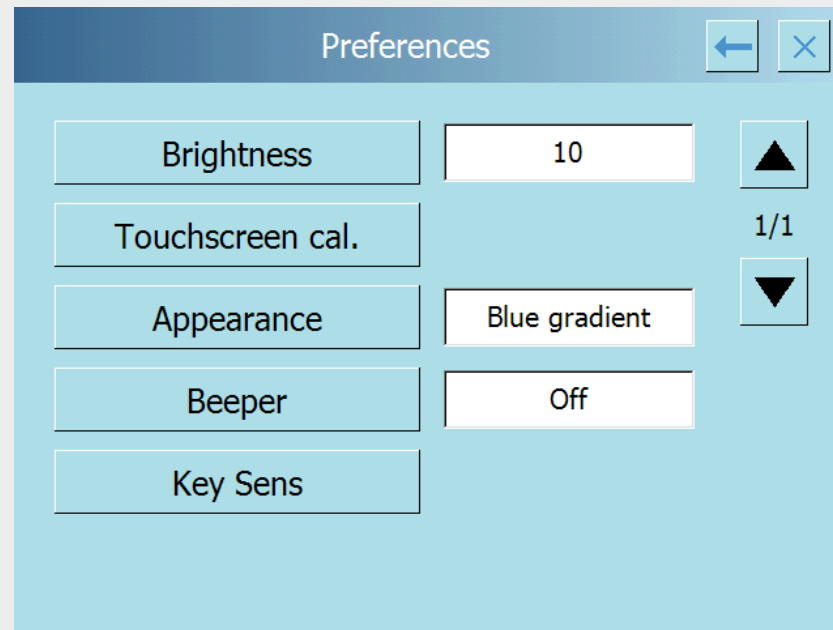 Preferences
Brightness 10
Touchscreen cal. 1/1
Appearance Blue gradient
Beeper Off
Key Sens